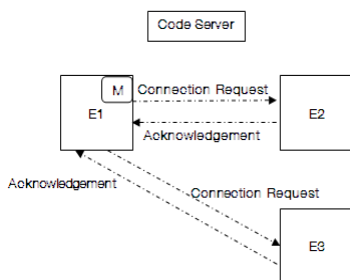 Code Server
M
Connection Request
E1
E2
Acknowledgement
Acknowledgement
Connection Request
E3